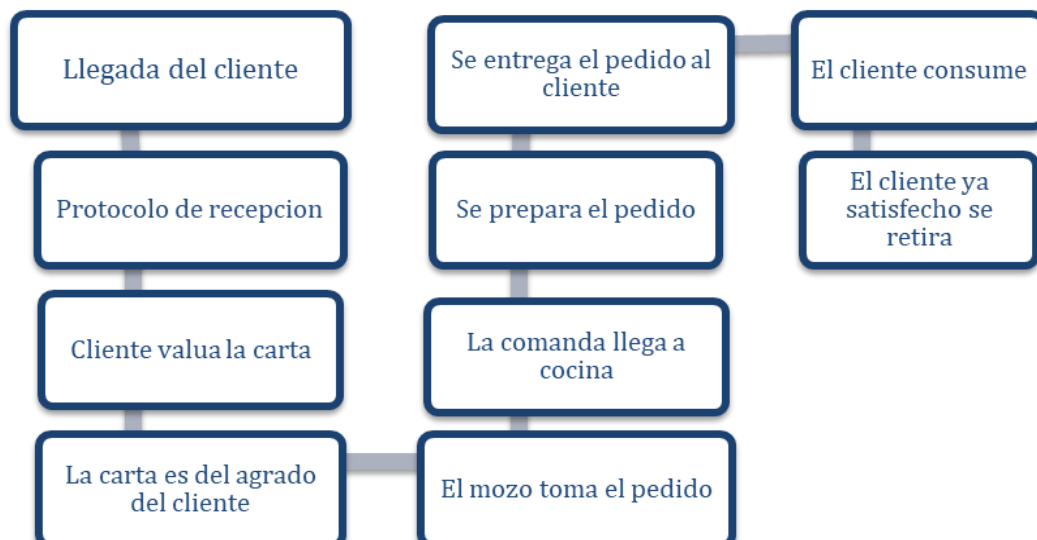 Llegada del cliente
Protocolo de recepcion
Cliente valua la carta
La carta es del agrado
del cliente
El mozo toma el pedido
La comanda llega a
cocina
Se prepara el pedido
Se entrega el pedido al
cliente
El cliente consume
El cliente ya
satisfecho se
retira